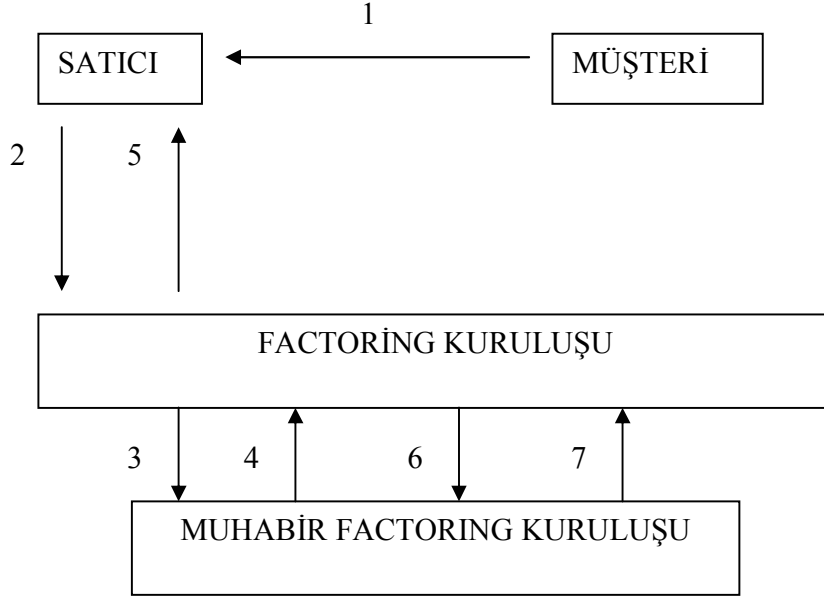 1
SATICI
MÜŞTERİ
2
5
FACTORİNG KURULUŞU
3
4
6
7
MUHABİR FACTORING KURULUŞU